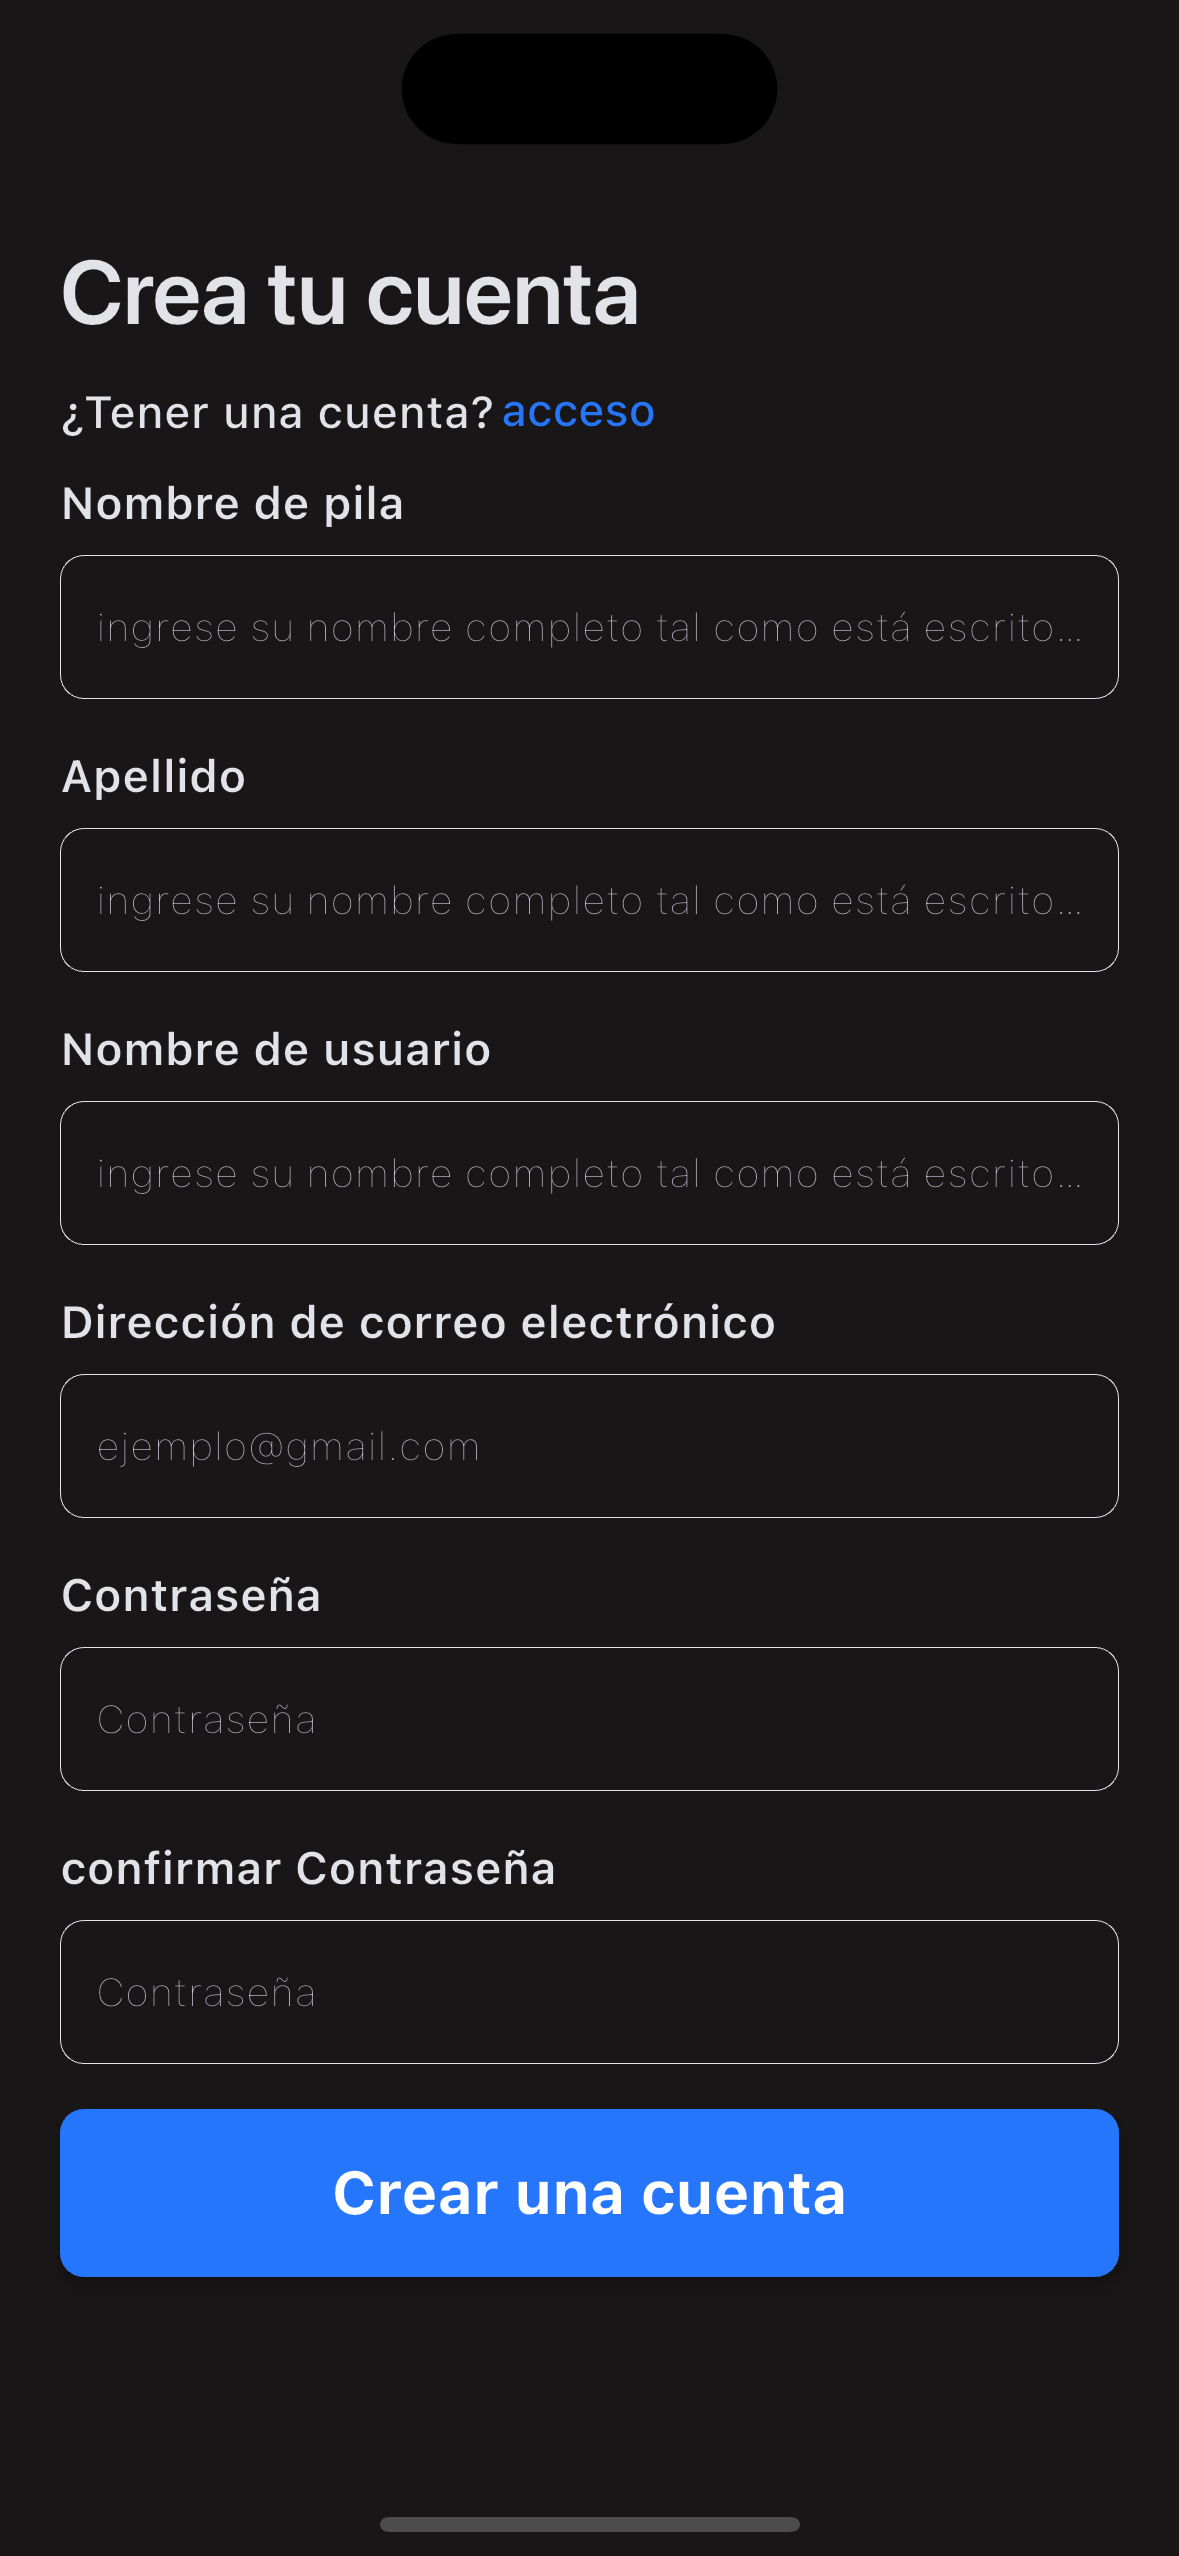 Crea tu cuenta
¿Tener una cuenta? acceso
Nombre de pila
ingrese su nombre completo tal como está escrito...
Apellido
ingrese su nombre completo tal como está escrito...
Nombre de usuario
ingrese su nombre completo tal como está escrito...
Dirección de correo electrónico
ejemplo@gmail.com
Contraseña
Contraseña
confirmar Contraseña
Contraseña
Crear una cuenta